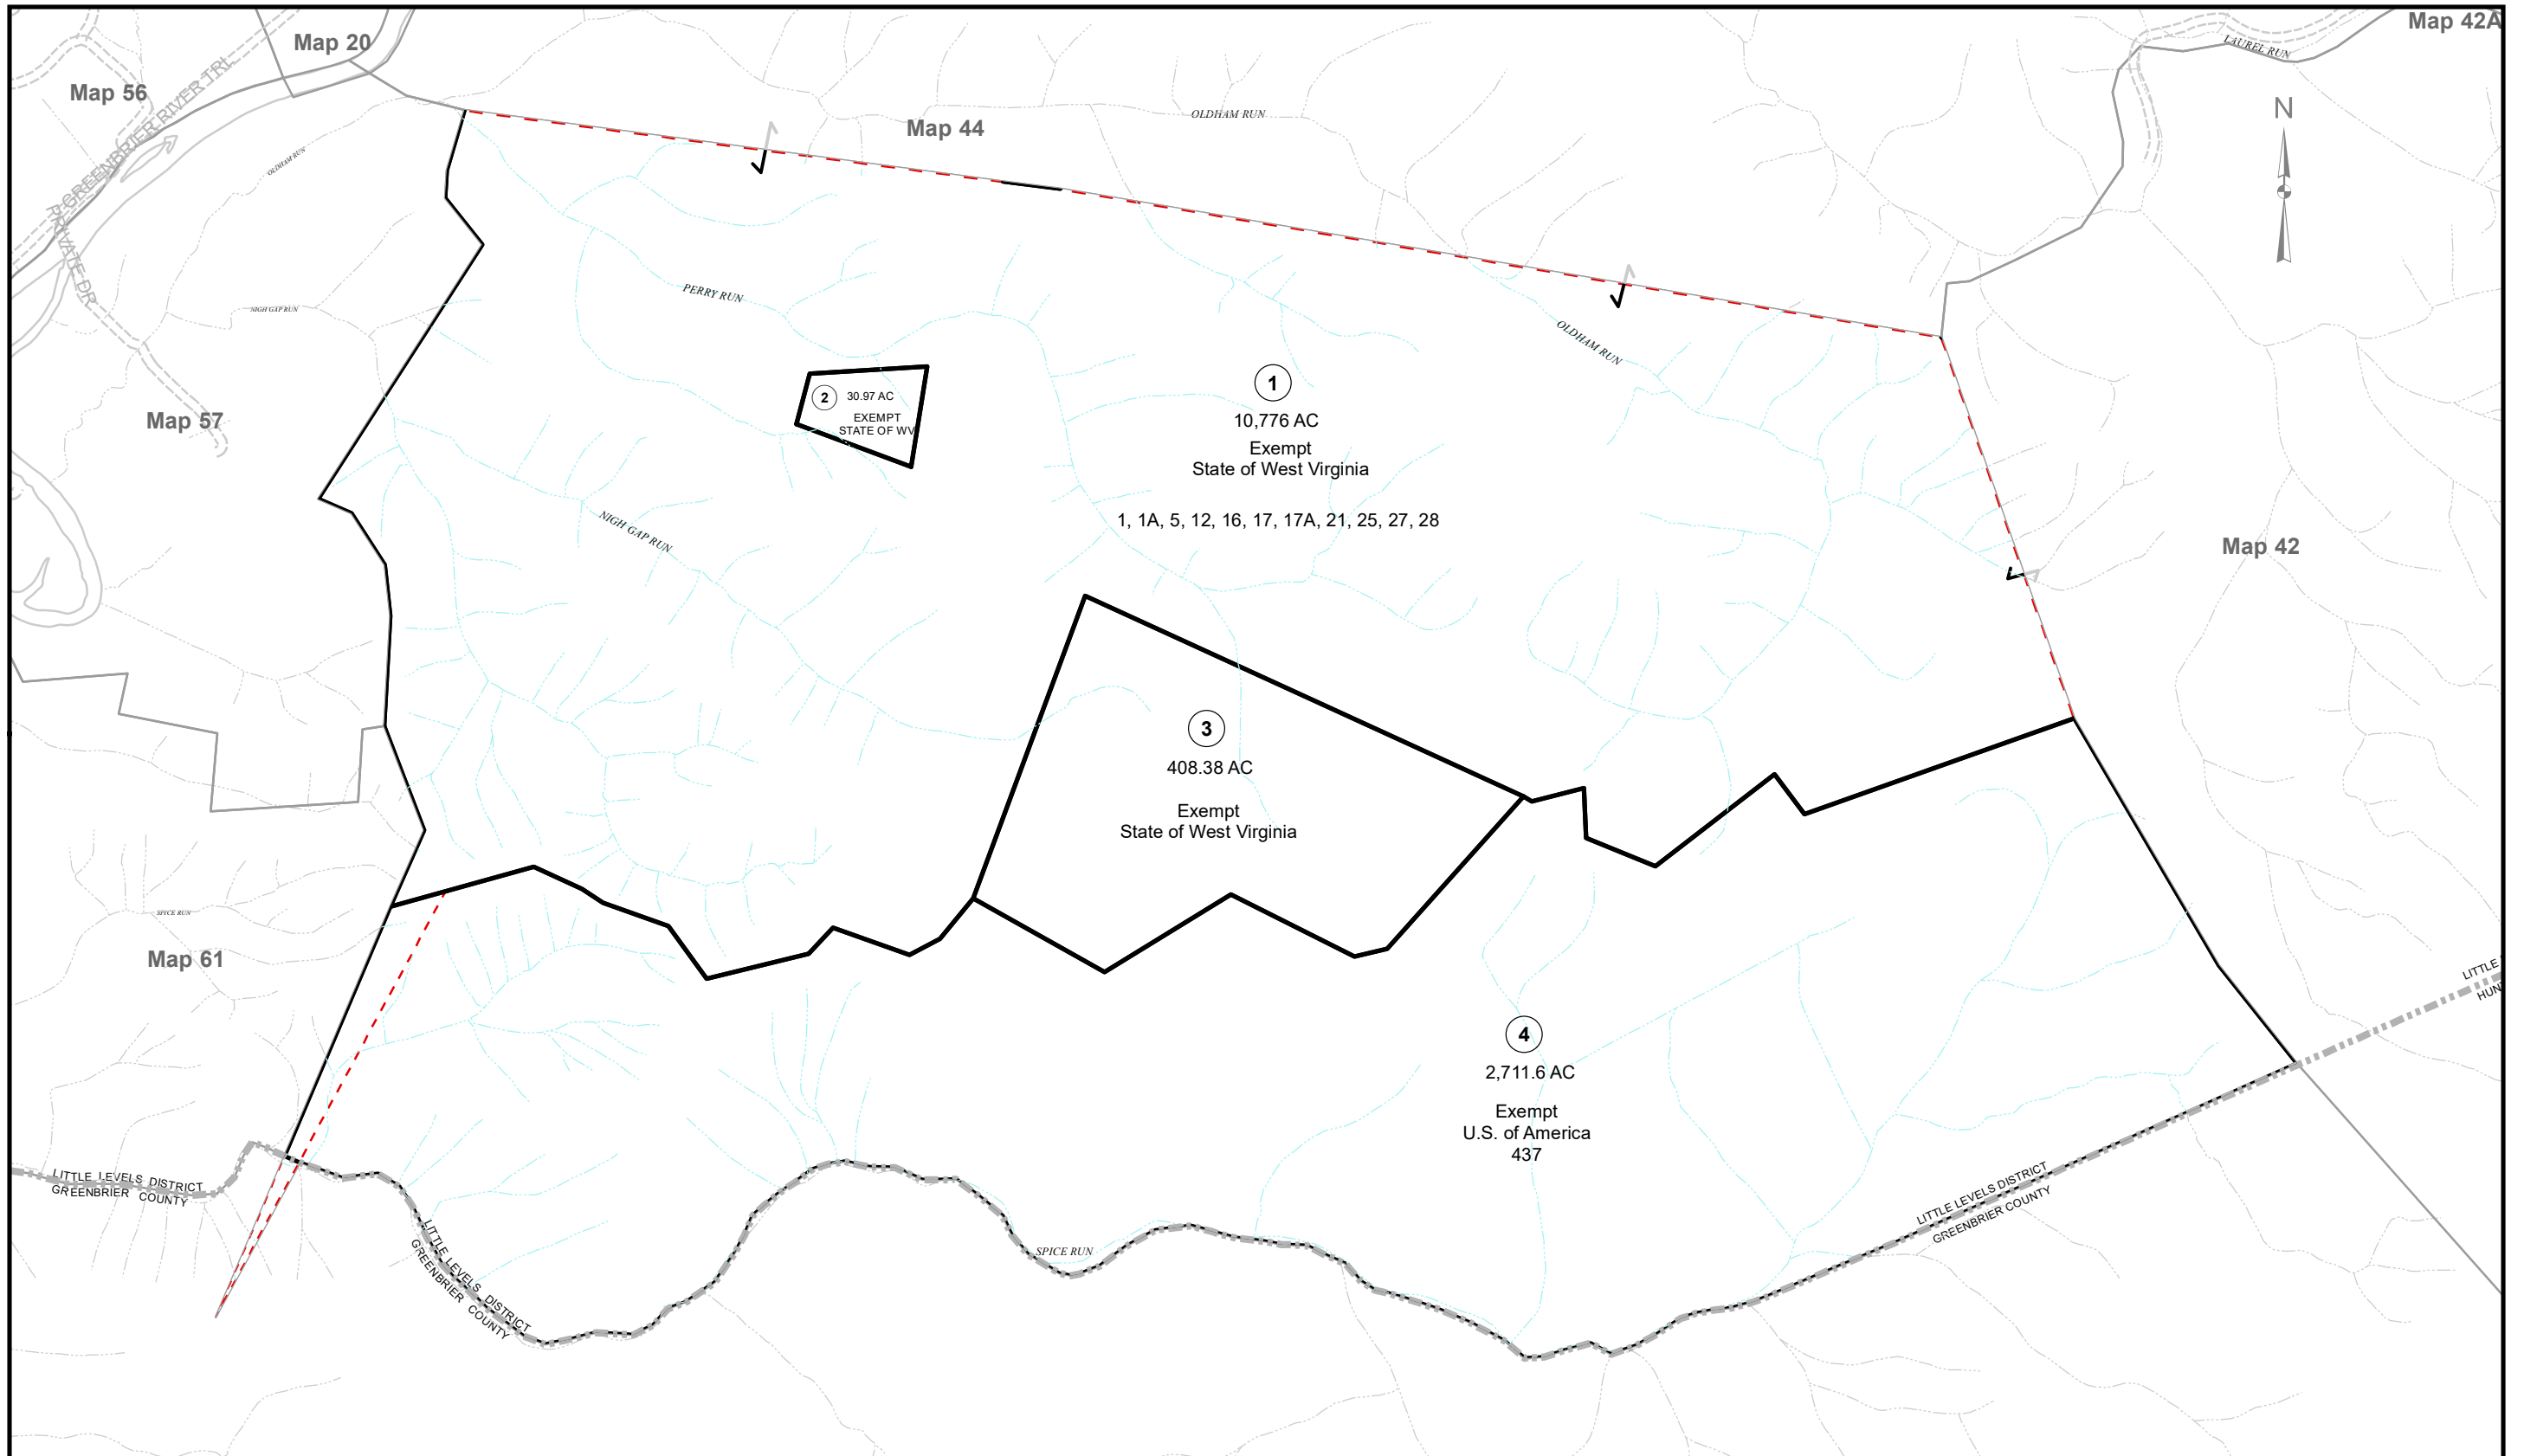 Map 20
Map 42A
LAUREL RUN
Map 56
GREENBRIER RIVER TRL
N
OLDHAM RUN
Map 44
OLDHAM RUN
PRIVATE DR
PERRY RUN
NIGH GAP RUN
OLDHAM RUN
1
10,776 AC
Exempt
State of West Virginia
1, 1A, 5, 12, 16, 17, 17A, 21, 25, 27, 28
2
30.97 AC
EXEMPT
STATE OF WV
Map 57
NIGH GAP RUN
Map 42
3
408.38 AC
Exempt
State of West Virginia
SPICE RUN
Map 61
LITTLE
4
2,711.6 AC
Exempt
U.S. of America
437
LITTLE LEVELS DISTRICT
GREENBRIER COUNTY
LITTLE LEVELS DISTRICT
GREENBRIER COUNTY
SPICE RUN
LITTLE LEVELS DISTRICT
GREENBRIER COUNTY